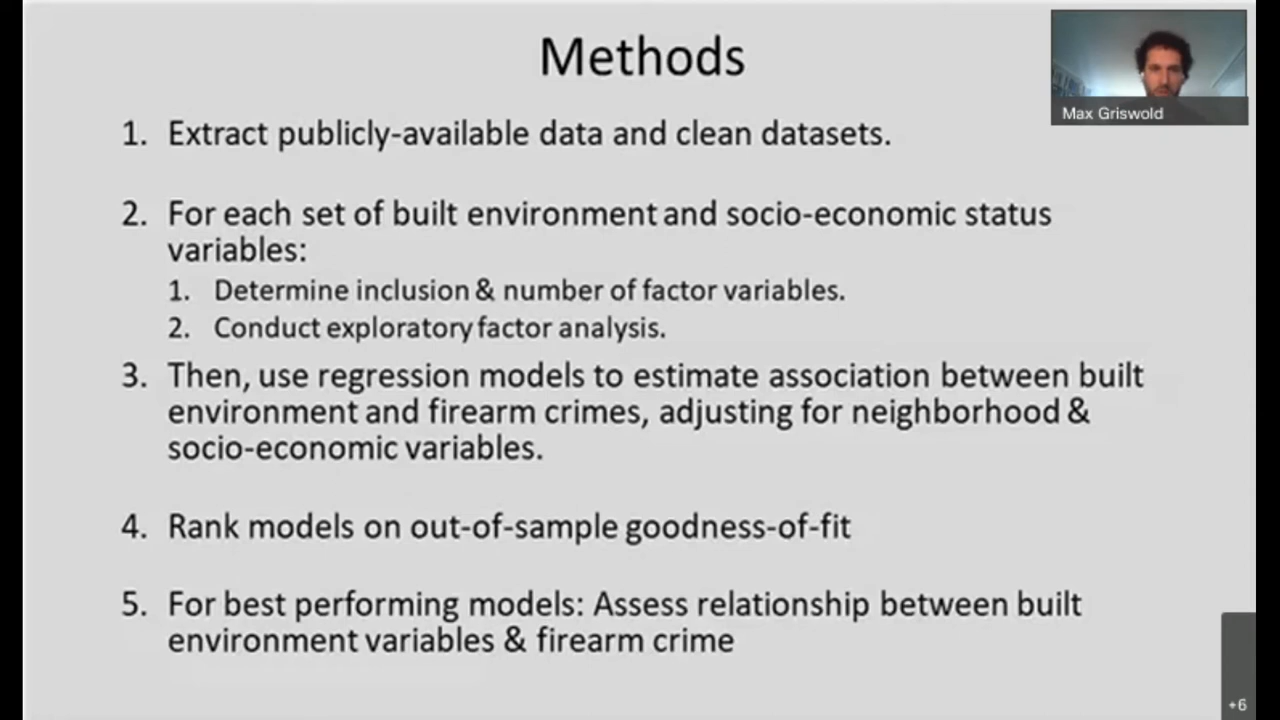 Methods
Max Griswold
1. Extract publicly-available data and clean datasets.
2. For each set of built environment and socio-economic status
variables:
1. Determine inclusion & number of factor variables.
2. Conduct exploratory factor analysis.
3. Then, use regression models to estimate association between built
environment and firearm crimes, adjusting for neighborhood &
socio-economic variables.
4. Rank models on out-of-sample goodness-of-fit
5. For best performing models: Assess relationship between built
environment variables & firearm crime
+6